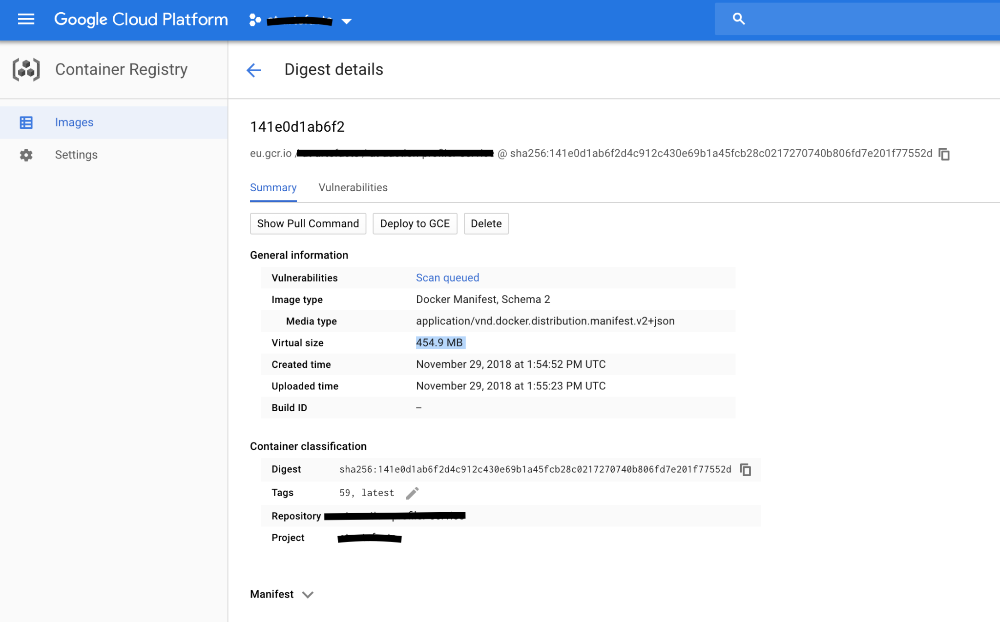 Google Cloud Platform
Container Registry
Digest details
Images
Settings
141e0d1ab6f2
eu.gcr.io / @ sha256:141e0d1ab6f2d4c912c430e69b1a45fcb28c0217270740b806fd7e201f77552d
Summary Vulnerabilities
Show Pull Command Deploy to GCE Delete
General information
Vulnerabilities Scan queued
Image type Docker Manifest, Schema 2
Media type application/vnd.docker.distribution.manifest.v2+json
Virtual size 454.9 MB
Created time November 29, 2018 at 1:54:52 PM UTC
Uploaded time November 29, 2018 at 1:55:23 PM UTC
Build ID –
Container classification
Digest sha256:141e0d1ab6f2d4c912c430e69b1a45fcb28c0217270740b806fd7e201f77552d
Tags 59, latest
Repository
Project
Manifest